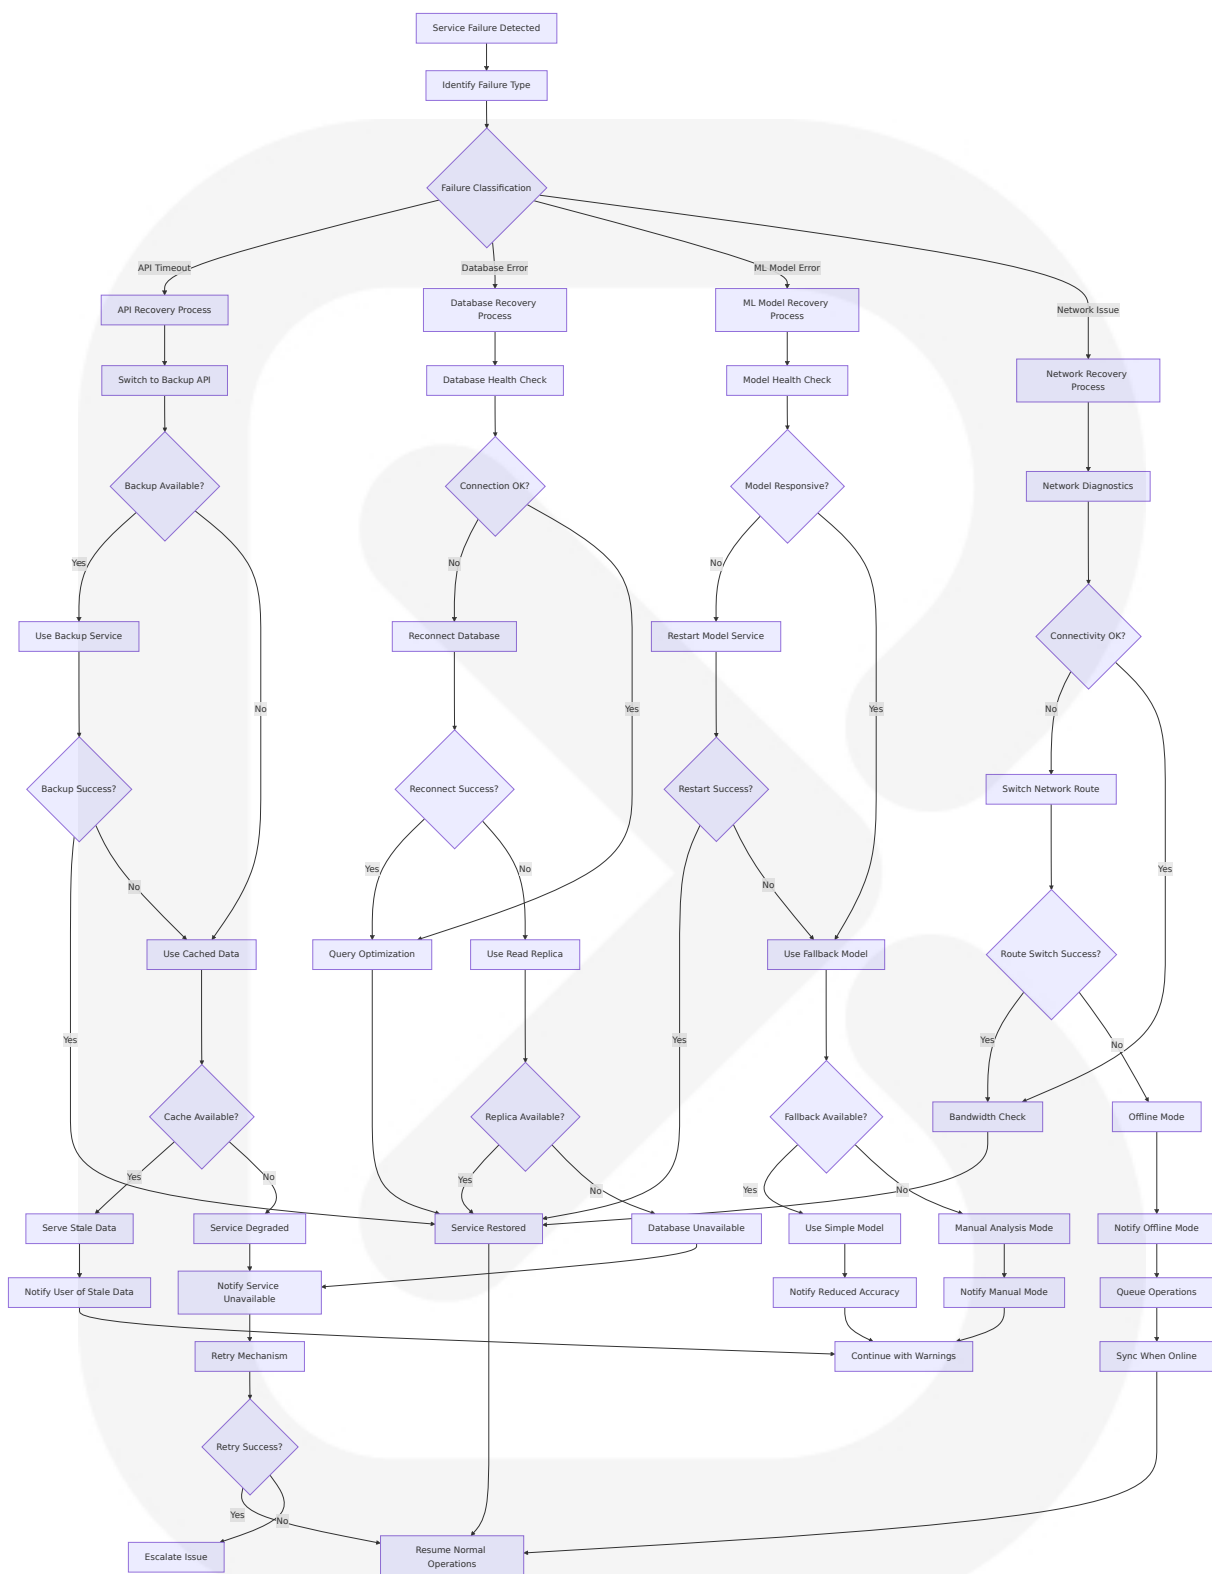 Service Failure Detected
Identify Failure Type
Failure Classification
API Timeout
Database Error
ML Model Error
Network Issue
API Recovery Process
Database Recovery
Process
ML Model Recovery
Process
Network Recovery
Process
Switch to Backup API
Database Health Check
Model Health Check
Backup Available?
Connection OK?
Model Responsive?
Network Diagnostics
Yes
No
No
Use Backup Service
Reconnect Database
Restart Model Service
Connectivity OK?
No
Yes
Yes
No
Backup Success?
Reconnect Success?
Restart Success?
Switch Network Route
Yes
No
Yes
No
No
Use Cached Data
Query Optimization
Use Read Replica
Use Fallback Model
Route Switch Success?
Yes
Yes
Yes
No
Cache Available?
Replica Available?
Fallback Available?
Bandwidth Check
Offline Mode
Yes
No
Yes
No
Yes
No
Serve Stale Data
Service Degraded
Service Restored
Database Unavailable
Use Simple Model
Manual Analysis Mode
Notify Offline Mode
Notify User of Stale Data
Notify Service
Unavailable
Notify Reduced Accuracy
Notify Manual Mode
Queue Operations
Retry Mechanism
Continue with Warnings
Sync When Online
Retry Success?
Yes
No
Escalate Issue
Resume Normal
Operations